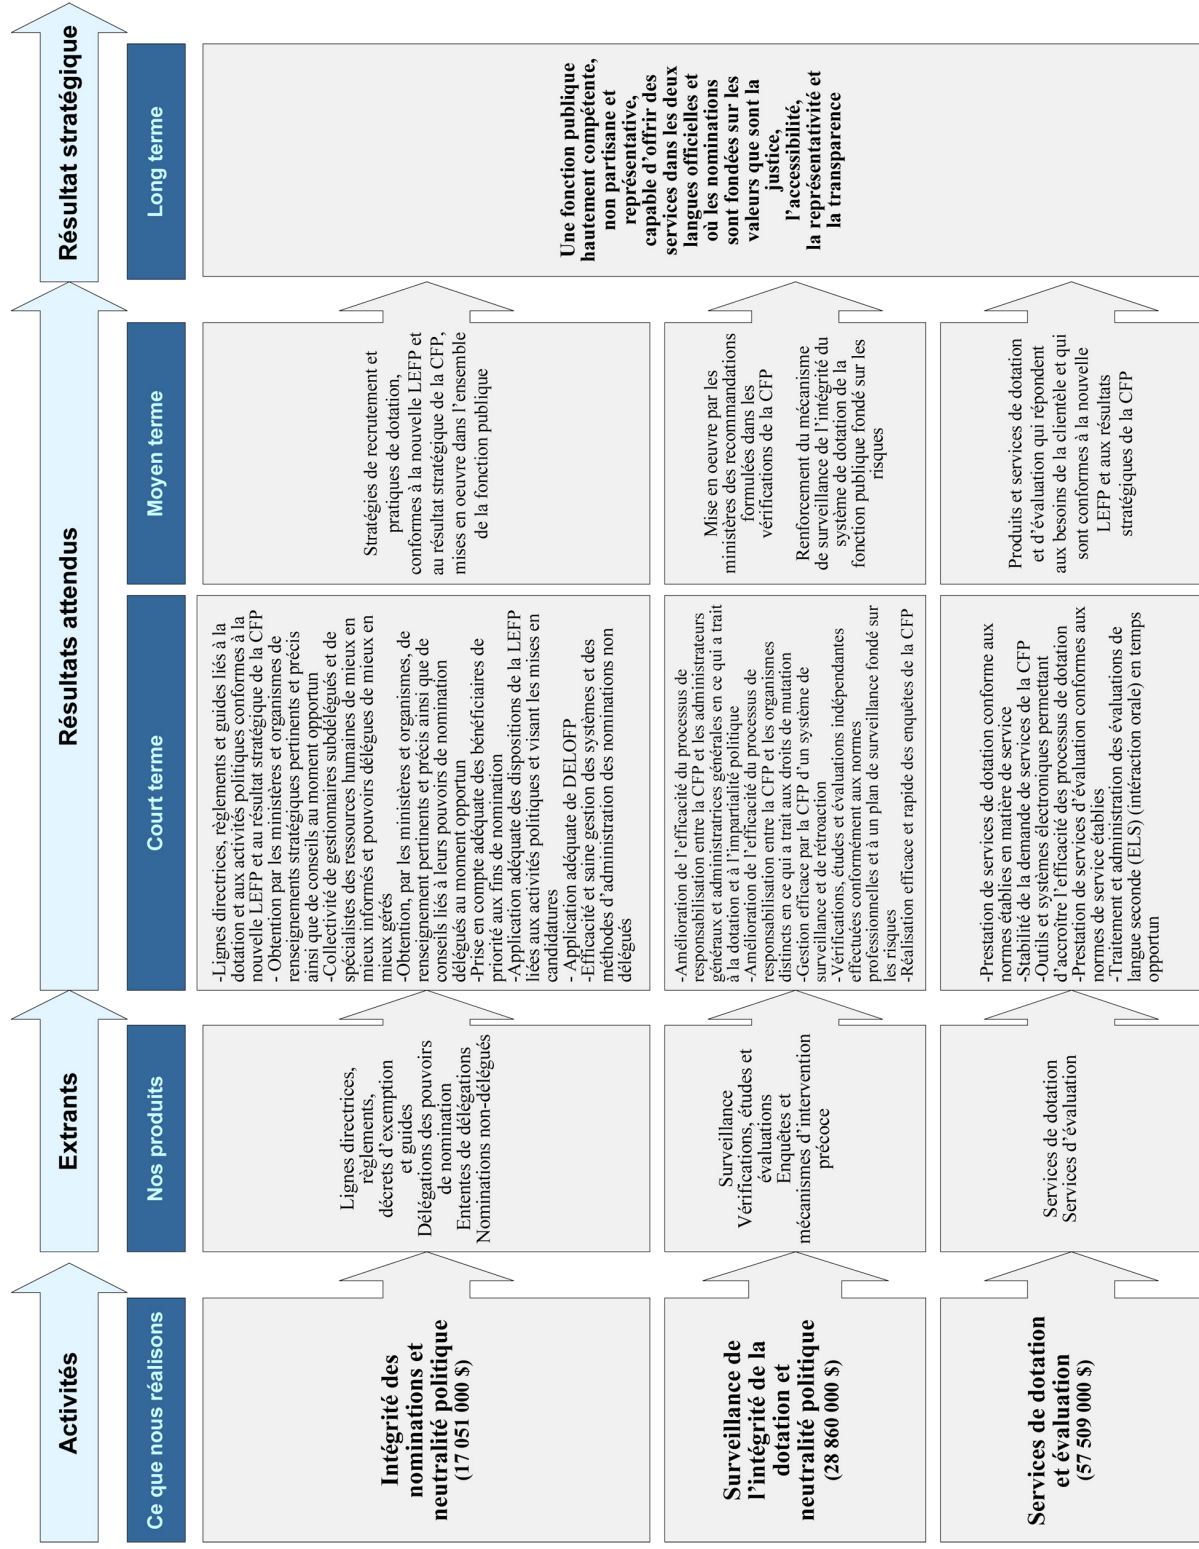 Activités
Extrants
Résultats attendus
Résultat stratégique
Ce que nous réalisons
Nos produits
Court terme
Moyen terme
Long terme
Intégrité des
nominations et
neutralité politique
(17 051 000 $)
Lignes directrices,
règlements,
décrets d’exemption
et guides
Délégations des pouvoirs
de nomination
Ententes de délégations
Nominations non-délégués
-Lignes directrices, règlements et guides liés à la
dotation et aux activités politiques conformes à la
nouvelle LEFP et au résultat stratégique de la CFP
- Obtention par les ministères et organismes de
renseignements stratégiques pertinents et précis
ainsi que de conseils au moment opportun
-Collectivité de gestionnaires subdélégués et de
spécialistes des ressources humaines de mieux en
mieux informés et pouvoirs délégues de mieux en
mieux gérés
-Obtention, par les ministères et organismes, de
renseignement pertinents et précis ainsi que de
conseils liés à leurs pouvoirs de nomination
délégués au moment opportun
-Prise en compte adéquate des bénéficiaires de
priorité aux fins de nomination
-Application adéquate des dispositions de la LEFP
liées aux activités politiques et visant les mises en
candidatures
- Application adéquate de DELOFP
-Efficacité et saine gestion des systèmes et des
méthodes d’administration des nominations non
délégués
Stratégies de recrutement et
pratiques de dotation,
conformes à la nouvelle LEFP et
au résultat stratégique de la CFP,
mises en oeuvre dans l’ensemble
de la fonction publique
Surveillance de
l’intégrité de la
dotation et
neutralité politique
(28 860 000 $)
Surveillance
Vérifications, études et
évaluations
Enquêtes et
mécanismes d’intervention
précoce
-Amélioration de l’efficacité du processus de
responsabilisation entre la CFP et les administrateurs
généraux et administratrices générales en ce qui a trait
à la dotation et à l’impartialité politique
-Amélioration de l’efficacité du processus de
responsabilisation entre la CFP et les organismes
distincts en ce qui a trait aux droits de mutation
-Gestion efficace par la CFP d’un système de
surveillance et de rétroaction
-Vérifications, études et évaluations indépendantes
effectuées conformément aux normes
professionnelles et à un plan de surveillance fondé sur
les risques
-Réalisation efficace et rapide des enquêtes de la CFP
Mise en oeuvre par les
ministères des recommandations
formulées dans les
vérifications de la CFP
Renforcement du mécanisme
de surveillance de l’intégrité du
système de dotation de la
fonction publique fondé sur les
risques
Services de dotation
et évaluation
(57 509 000 $)
Services de dotation
Services d’évaluation
-Prestation de services de dotation conforme aux
normes établies en matière de service
-Stabilité de la demande de services de la CFP
-Outils et systèmes électroniques permettant
d’accroître l’efficacité des processus de dotation
-Prestation de services d’évaluation conformes aux
normes de service établies
-Traitement et administration des évaluations de
langue seconde (ELS) (intéraction orale) en temps
opportun
Produits et services de dotation
et d’évaluation qui répondent
aux besoins de la clientèle et qui
sont conformes à la nouvelle
LEFP et aux résultats
stratégiques de la CFP
Une fonction publique
hautement compétente,
non partisane et
représentative,
capable d’offrir des
services dans les deux
langues officielles et
où les nominations
sont fondées sur les
valeurs que sont la
justice,
l’accessibilité,
la représentativité et
la transparence